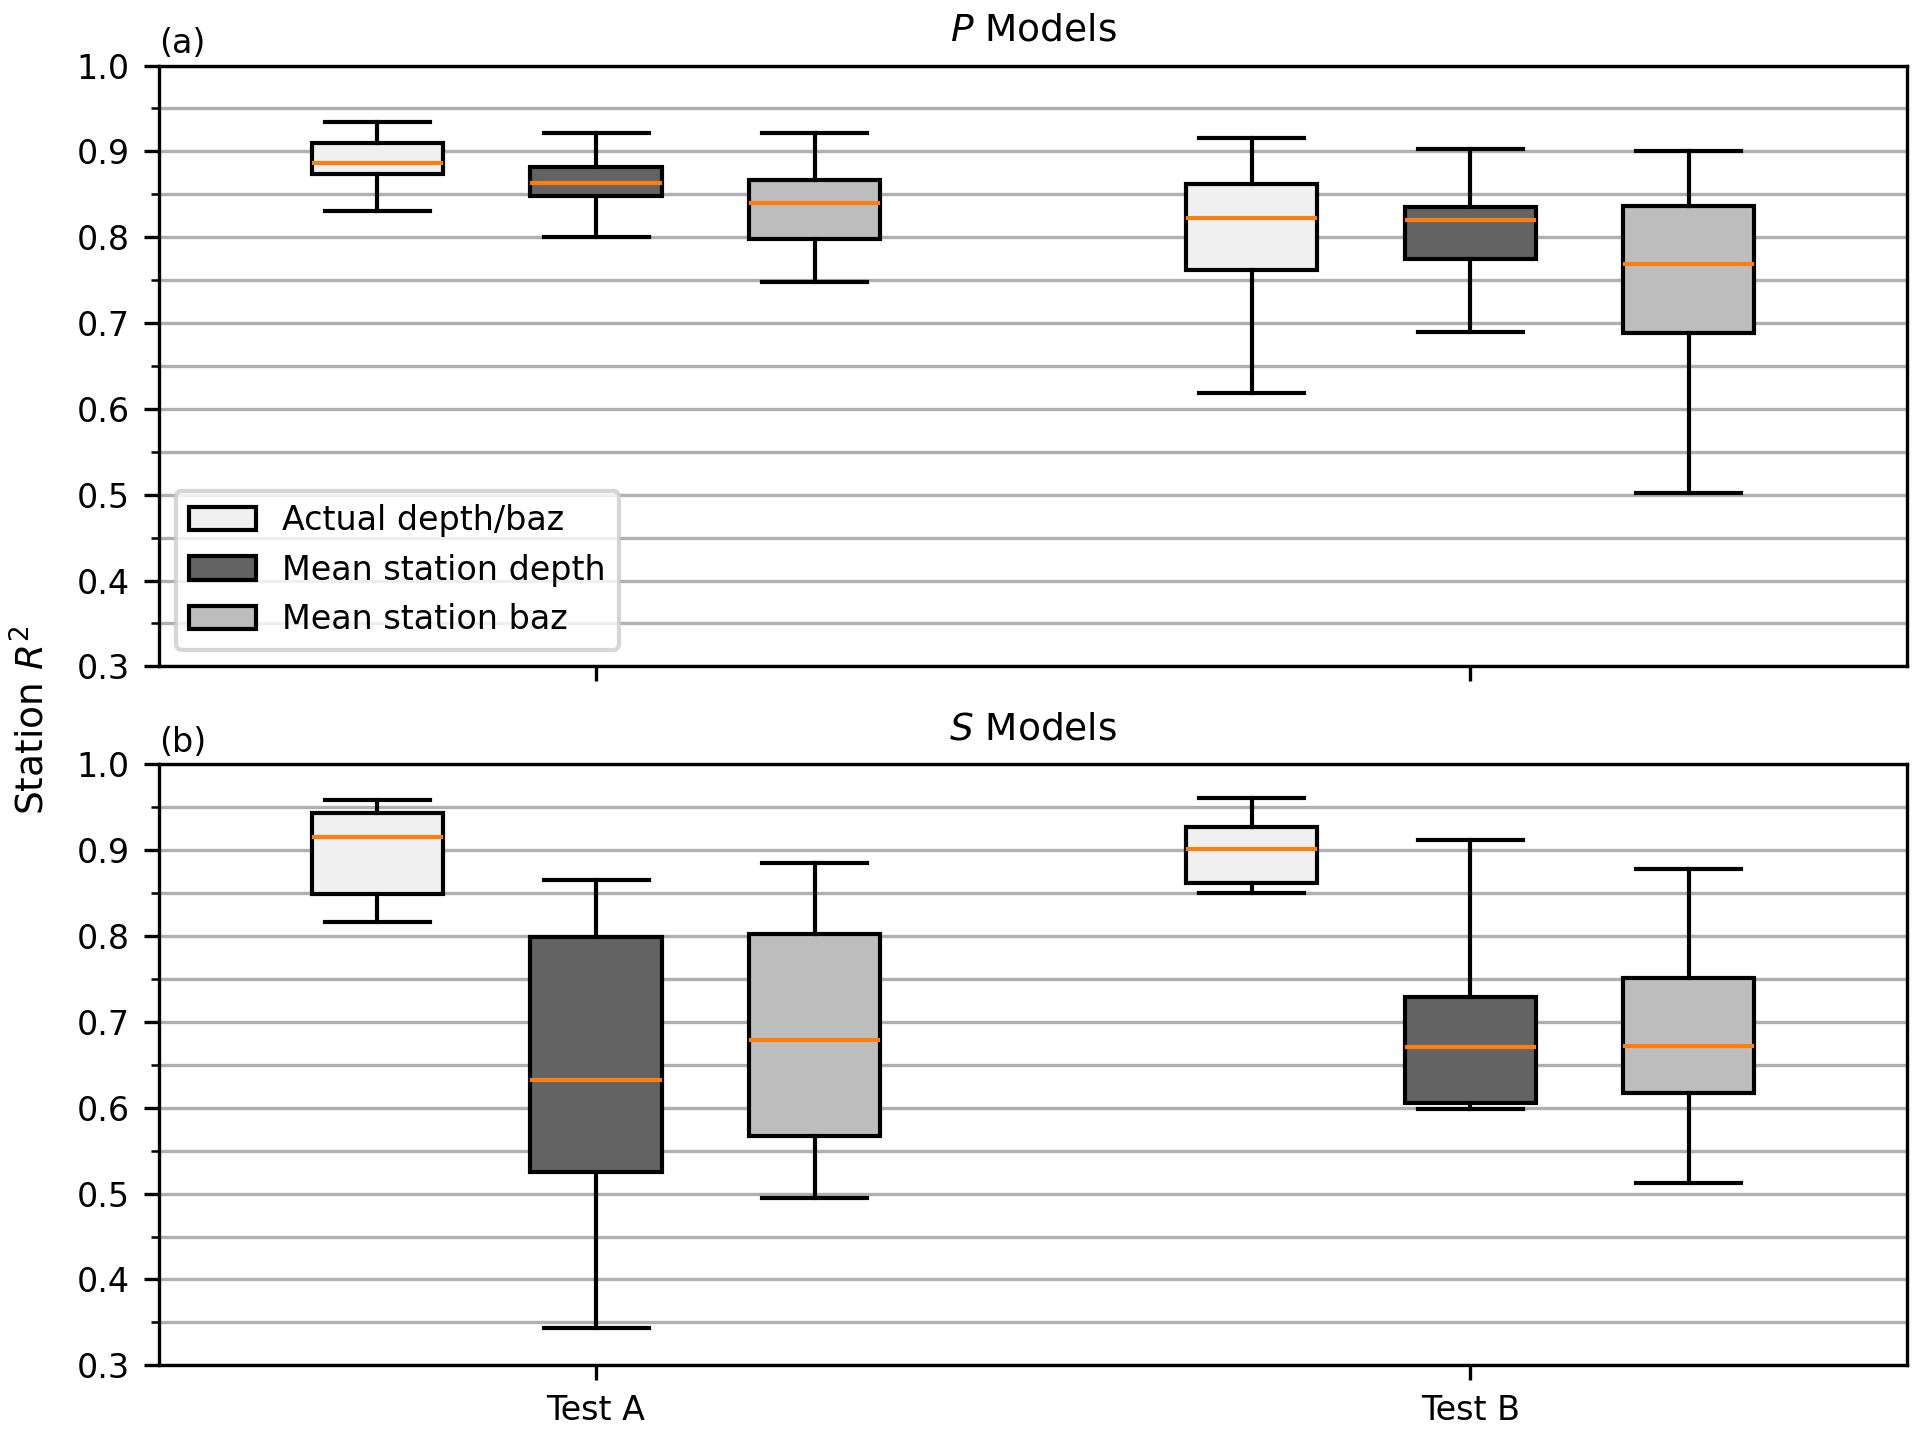 (a)
P Models
1.0
0.9
0.8
0.7
0.6
0.5
0.4
0.3
Actual depth/baz
Mean station depth
Mean station baz
Station R²
(b)
S Models
1.0
0.9
0.8
0.7
0.6
0.5
0.4
0.3
Test A
Test B